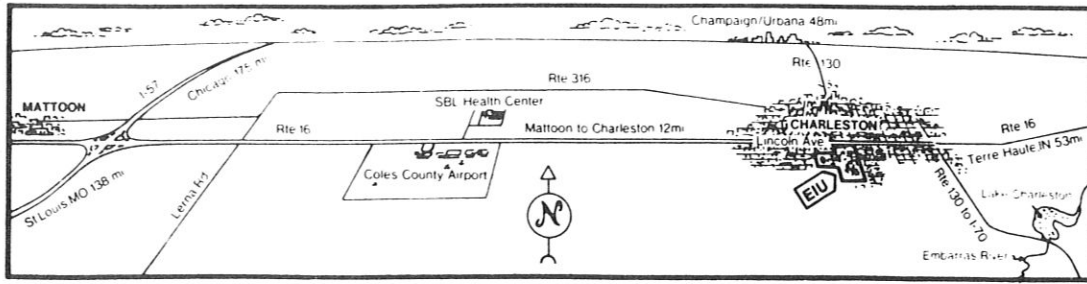 Champaign/Urbana 48mi
I-57
Chicago 175 mi
Rte 130
Rte 316
MATTOON
SBL Health Center
CHARLESTON
Rte 16
Mattoon to Charleston 12mi
Lincoln Ave
Rte 16
Terre Haute IN 53mi
Coles County Airport
St Louis MO 138 mi
Lerna Rd
EIU
N
Rte 130 to I-70
Lake Charleston
Embarras River